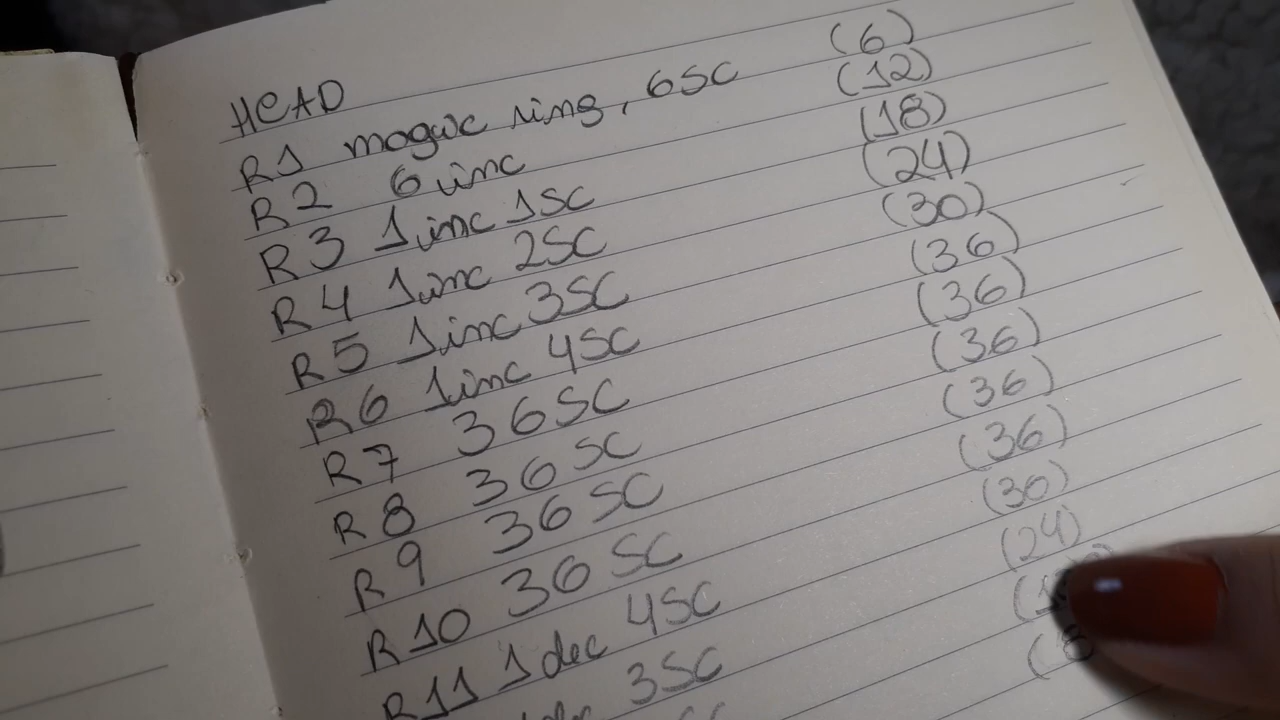 HEAD
R1 magic ring, 6SC (6)
R2 6 inc (12)
R3 1inc 1SC (18)
R4 1inc 2SC (24)
R5 1inc 3SC (30)
R6 1inc 4SC (36)
R7 36SC (36)
R8 36SC (36)
R9 36SC (36)
R10 36SC (36)
R11 1dec 4SC (30)
3SC (24)